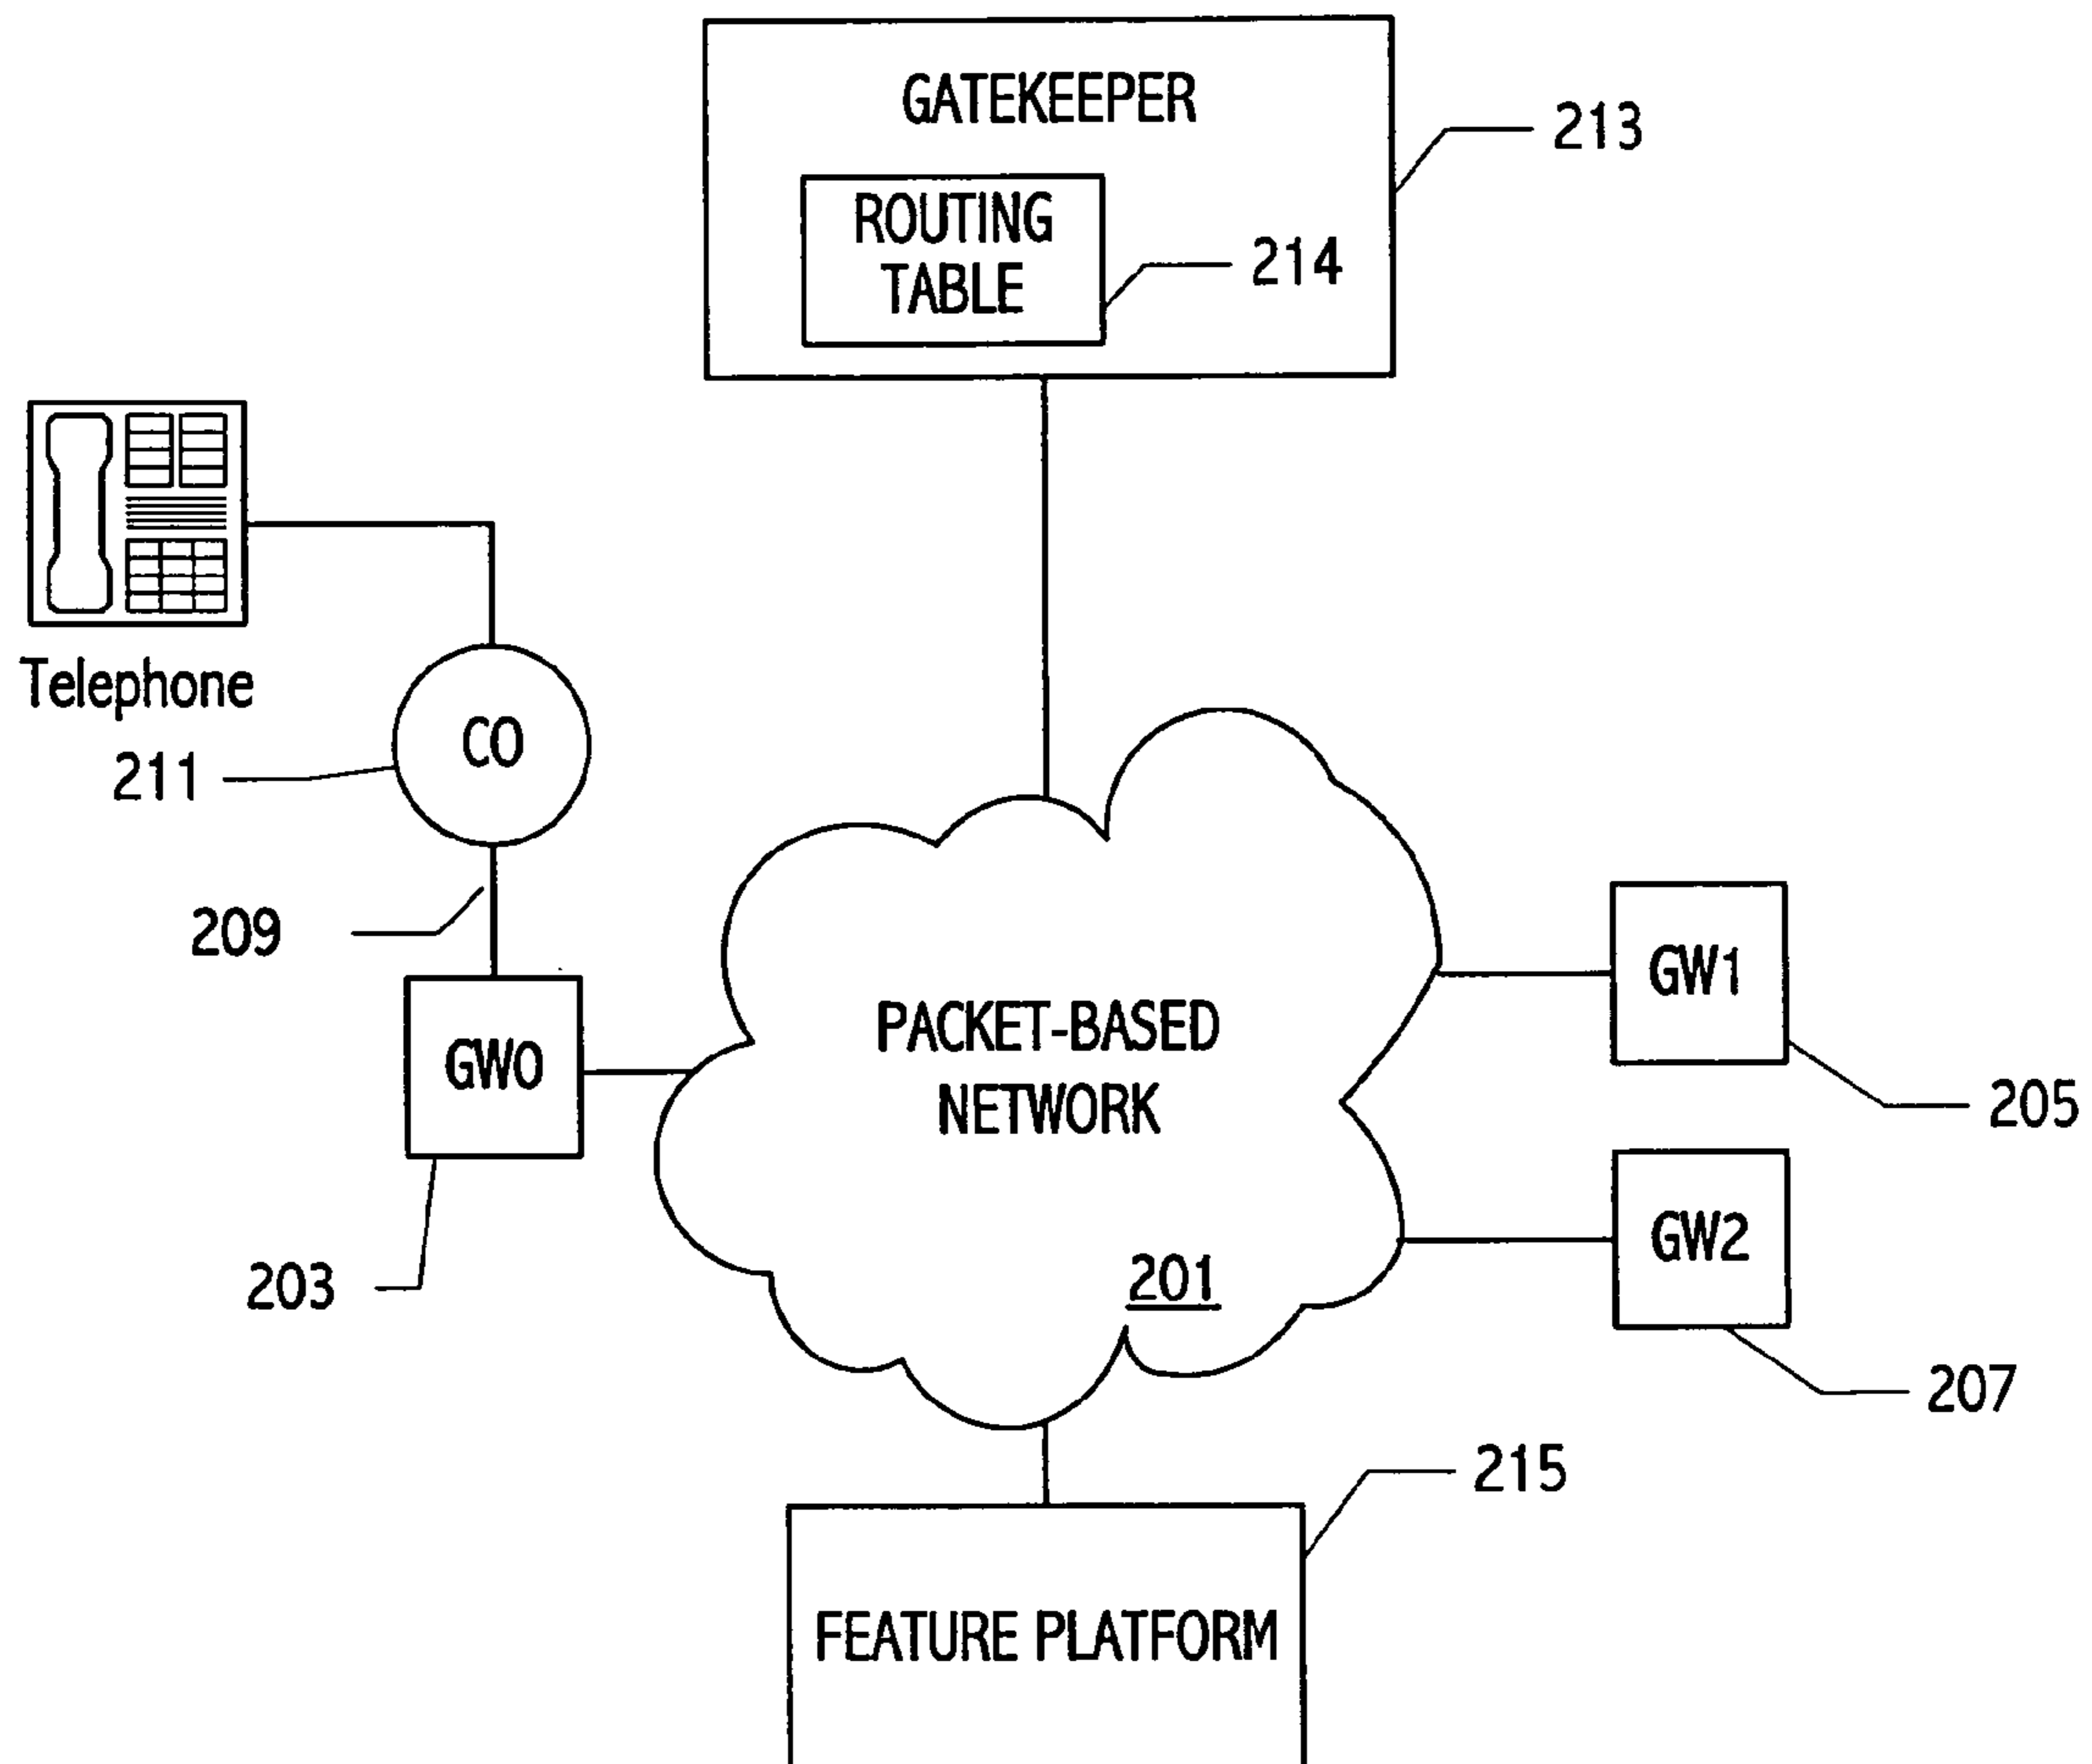 GATEKEEPER
213
ROUTING
TABLE
214
Telephone
CO
211
209
GW0
203
PACKET-BASED
NETWORK
201
GW1
205
GW2
207
215
FEATURE PLATFORM